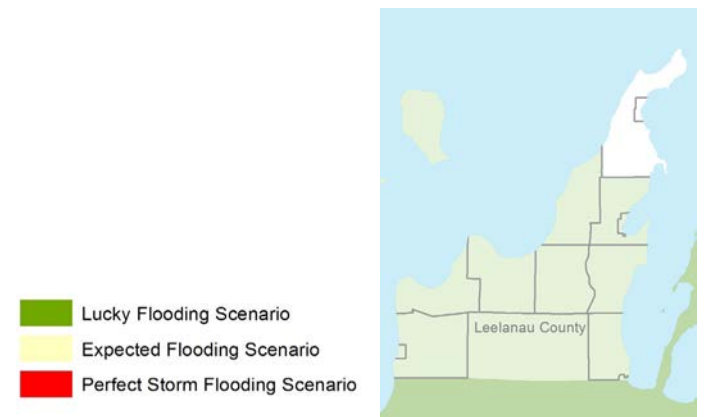 Lucky Flooding Scenario
Expected Flooding Scenario
Perfect Storm Flooding Scenario
Leelanau County